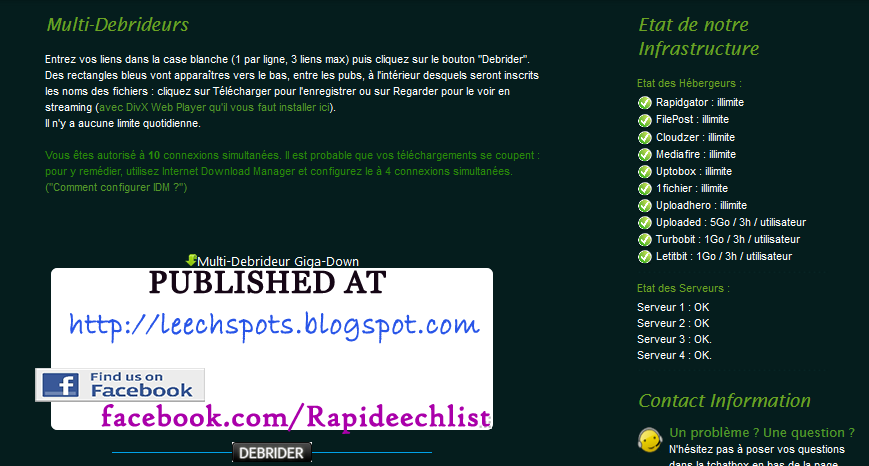 Multi-Debrideurs
Entrez vos liens dans la case blanche (1 par ligne, 3 liens max) puis cliquez sur le bouton "Debrider".
Des rectangles bleus vont apparaîtres vers le bas, entre les pubs, à l'intérieur desquels seront inscrits
les noms des fichiers : cliquez sur Télécharger pour l'enregistrer ou sur Regarder pour le voir en
streaming (avec DivX Web Player qu'il vous faut installer ici).
Il n'y a aucune limite quotidienne.
Vous êtes autorisé à 10 connexions simultanées. Il est probable que vos téléchargements se coupent :
pour y remédier, utilisez Internet Download Manager et configurez le à 4 connexions simultanées.
("Comment configurer IDM ?")
Multi-Debrideur Giga-Down
PUBLISHED AT
http://leechspots.blogspot.com
Find us on
Facebook
facebook.com/Rapideechlist
DEBRIDER
Etat de notre
Infrastructure
Etat des Hébergeurs :
Rapidgator : illimite
FilePost : illimite
Cloudzer : illimite
Mediafire : illimite
Uptobox : illimite
1fichier : illimite
Uploadhero : illimite
Uploaded : 5Go / 3h / utilisateur
Turbobit : 1Go / 3h / utilisateur
Letitbit : 1Go / 3h / utilisateur
Etat des Serveurs :
Serveur 1 : OK
Serveur 2 : OK
Serveur 3 : OK.
Serveur 4 : OK.
Contact Information
Un problème ? Une question ?
N'hésitez pas à poser vos questions
dans la tchatbox en bas de la page